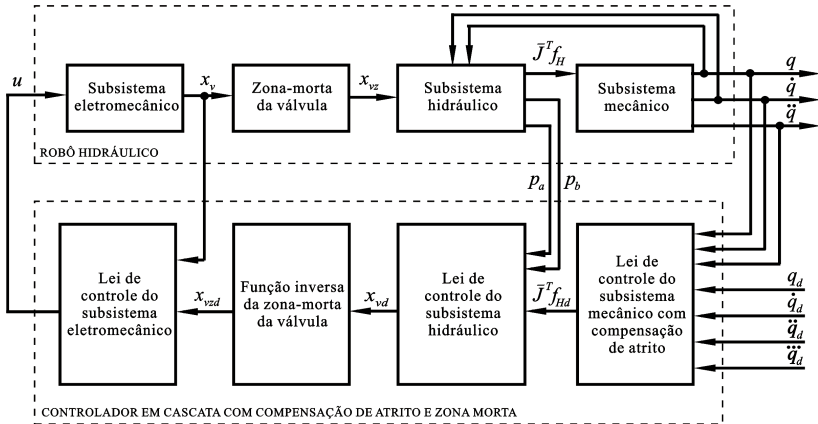 u
Subsistema
eletromecânico
x_v
Zona-morta
da válvula
x_vz
Subsistema
hidráulico
J̅^T f_H
Subsistema
mecânico
q
q̇
q̈
ROBÔ HIDRÁULICO
p_a
p_b
Lei de
controle do
subsistema
eletromecânico
x_vzd
Função inversa
da zona-morta
da válvula
x_vd
Lei de
controle do
subsistema
hidráulico
J̅^T f_Hd
Lei de
controle do
subsistema
mecânico com
compensação
de atrito
q_d
q̇_d
q̈_d
q⃛_d
CONTROLADOR EM CASCATA COM COMPENSAÇÃO DE ATRITO E ZONA MORTA